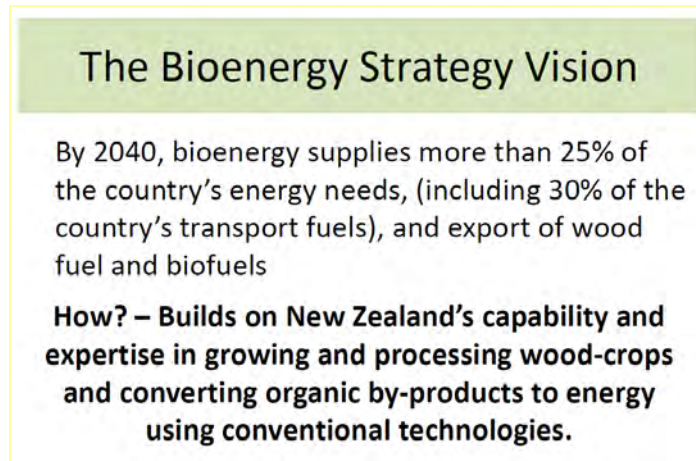 The Bioenergy Strategy Vision
By 2040, bioenergy supplies more than 25% of
the country's energy needs, (including 30% of the
country's transport fuels), and export of wood
fuel and biofuels
How? – Builds on New Zealand's capability and
expertise in growing and processing wood-crops
and converting organic by-products to energy
using conventional technologies.